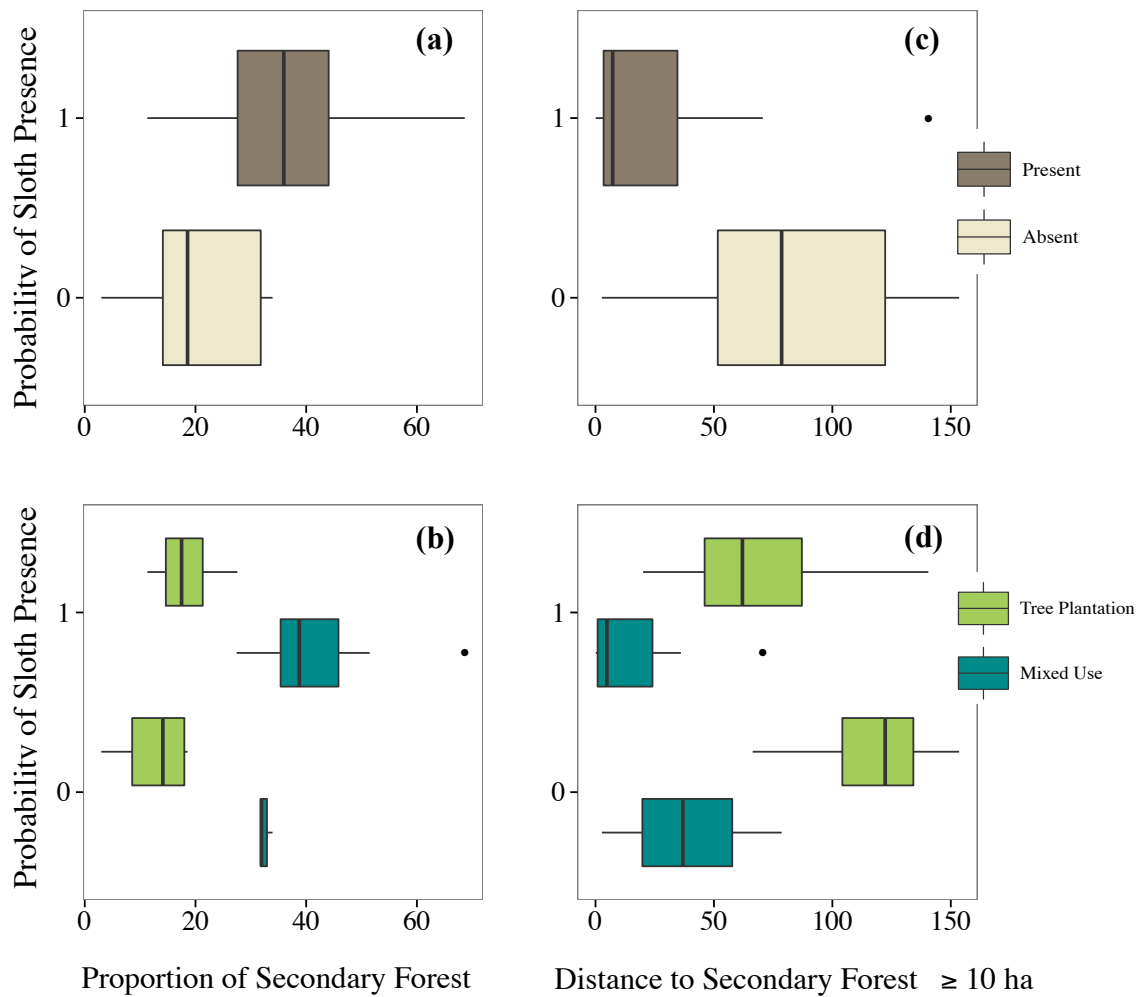 (a)
Probability of Sloth Presence
1
0
0 20 40 60
(c)
1
0
0 50 100 150
Present
Absent
(b)
Probability of Sloth Presence
1
0
0 20 40 60
Proportion of Secondary Forest
(d)
1
0
0 50 100 150
Distance to Secondary Forest ≥ 10 ha
Tree Plantation
Mixed Use